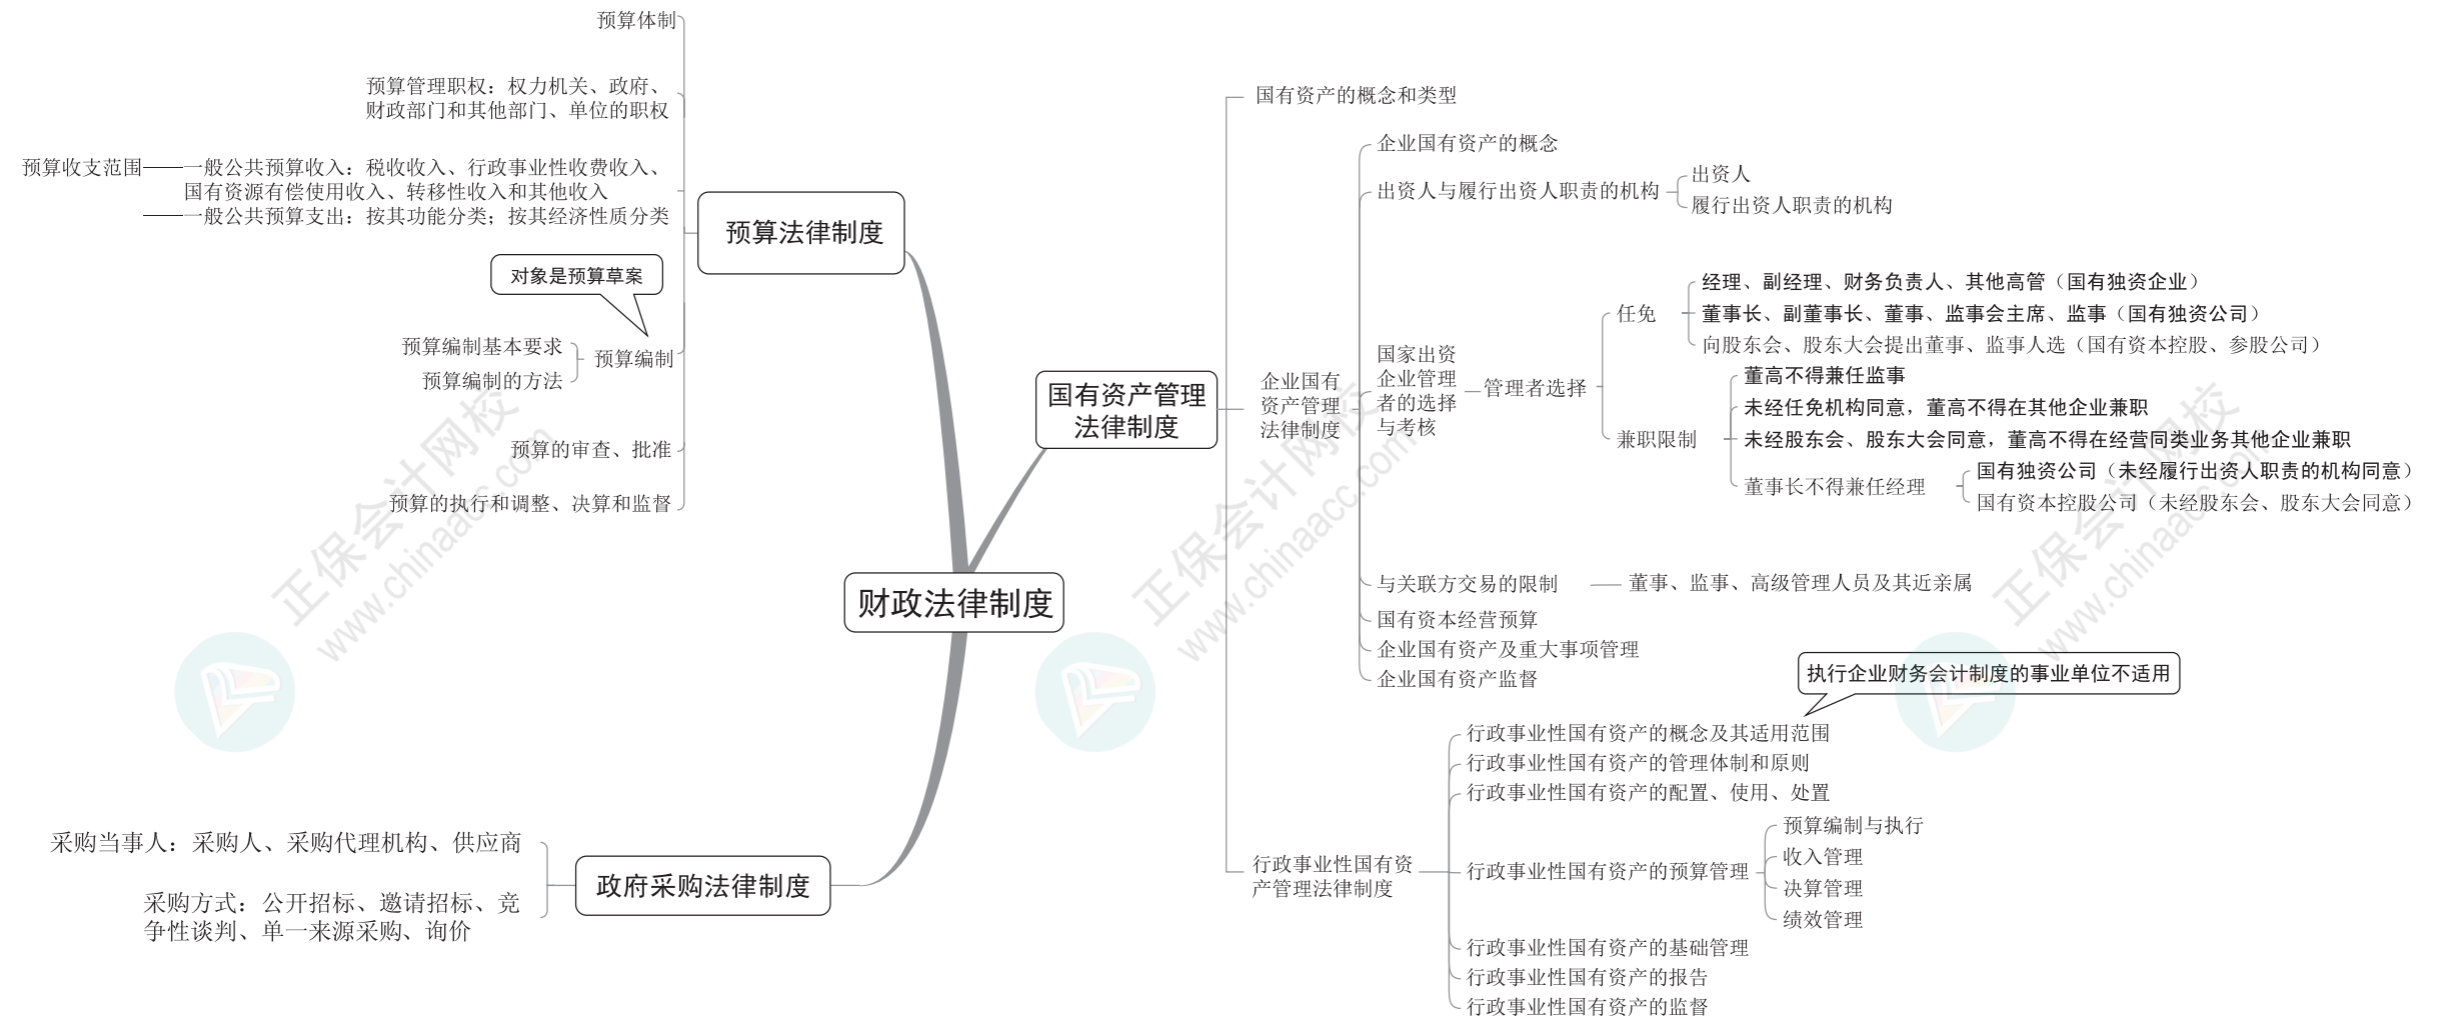 预算体制
预算管理职权：权力机关、政府、
财政部门和其他部门、单位的职权
预算收支范围——一般公共预算收入：税收收入、行政事业性收费收入、
国有资源有偿使用收入、转移性收入和其他收入
——一般公共预算支出：按其功能分类；按其经济性质分类
预算法律制度
对象是预算草案
预算编制基本要求
预算编制
预算编制的方法
预算的审查、批准
预算的执行和调整、决算和监督
财政法律制度
采购当事人：采购人、采购代理机构、供应商
政府采购法律制度
采购方式：公开招标、邀请招标、竞
争性谈判、单一来源采购、询价
国有资产管理
法律制度
国有资产的概念和类型
企业国有
资产管理
法律制度
企业国有资产的概念
出资人与履行出资人职责的机构
出资人
履行出资人职责的机构
国家出资
企业管理
者的选择
与考核
管理者选择
任免
经理、副经理、财务负责人、其他高管（国有独资企业）
董事长、副董事长、董事、监事会主席、监事（国有独资公司）
向股东会、股东大会提出董事、监事人选（国有资本控股、参股公司）
兼职限制
董高不得兼任监事
未经任免机构同意，董高不得在其他企业兼职
未经股东会、股东大会同意，董高不得在经营同类业务其他企业兼职
董事长不得兼任经理
国有独资公司（未经履行出资人职责的机构同意）
国有资本控股公司（未经股东会、股东大会同意）
与关联方交易的限制
董事、监事、高级管理人员及其近亲属
国有资本经营预算
企业国有资产及重大事项管理
企业国有资产监督
执行企业财务会计制度的事业单位不适用
行政事业性国有资
产管理法律制度
行政事业性国有资产的概念及其适用范围
行政事业性国有资产的管理体制和原则
行政事业性国有资产的配置、使用、处置
行政事业性国有资产的预算管理
预算编制与执行
收入管理
决算管理
绩效管理
行政事业性国有资产的基础管理
行政事业性国有资产的报告
行政事业性国有资产的监督
正保会计网校
www.chinaacc.com
正保会计网校
www.chinaacc.com
正保会计网校
www.chinaacc.com